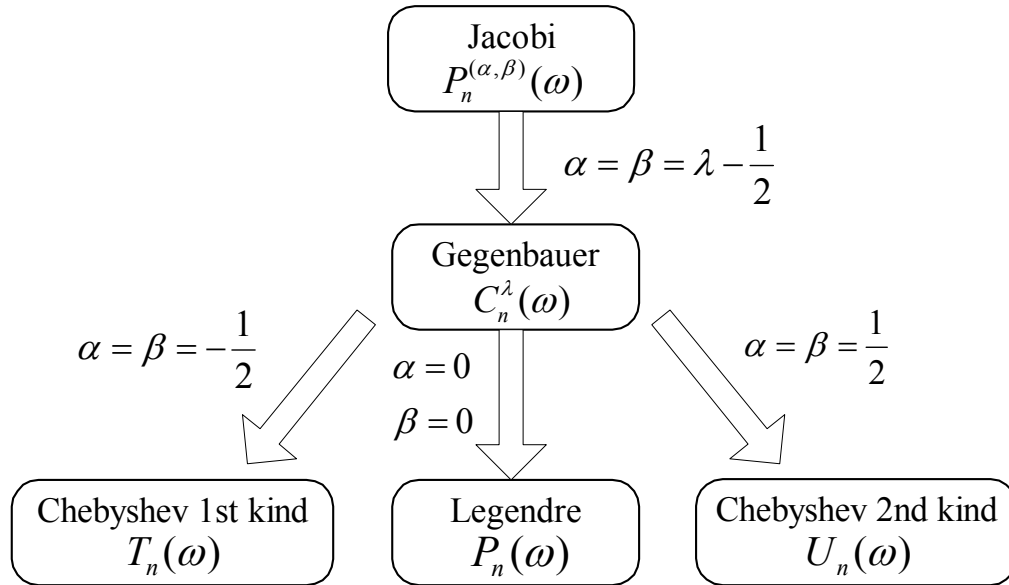 Jacobi
P_n^{(α,β)}(ω)
α = β = λ − 1/2
Gegenbauer
C_n^λ(ω)
α = β = −1/2
α = 0
β = 0
α = β = 1/2
Chebyshev 1st kind
T_n(ω)
Legendre
P_n(ω)
Chebyshev 2nd kind
U_n(ω)